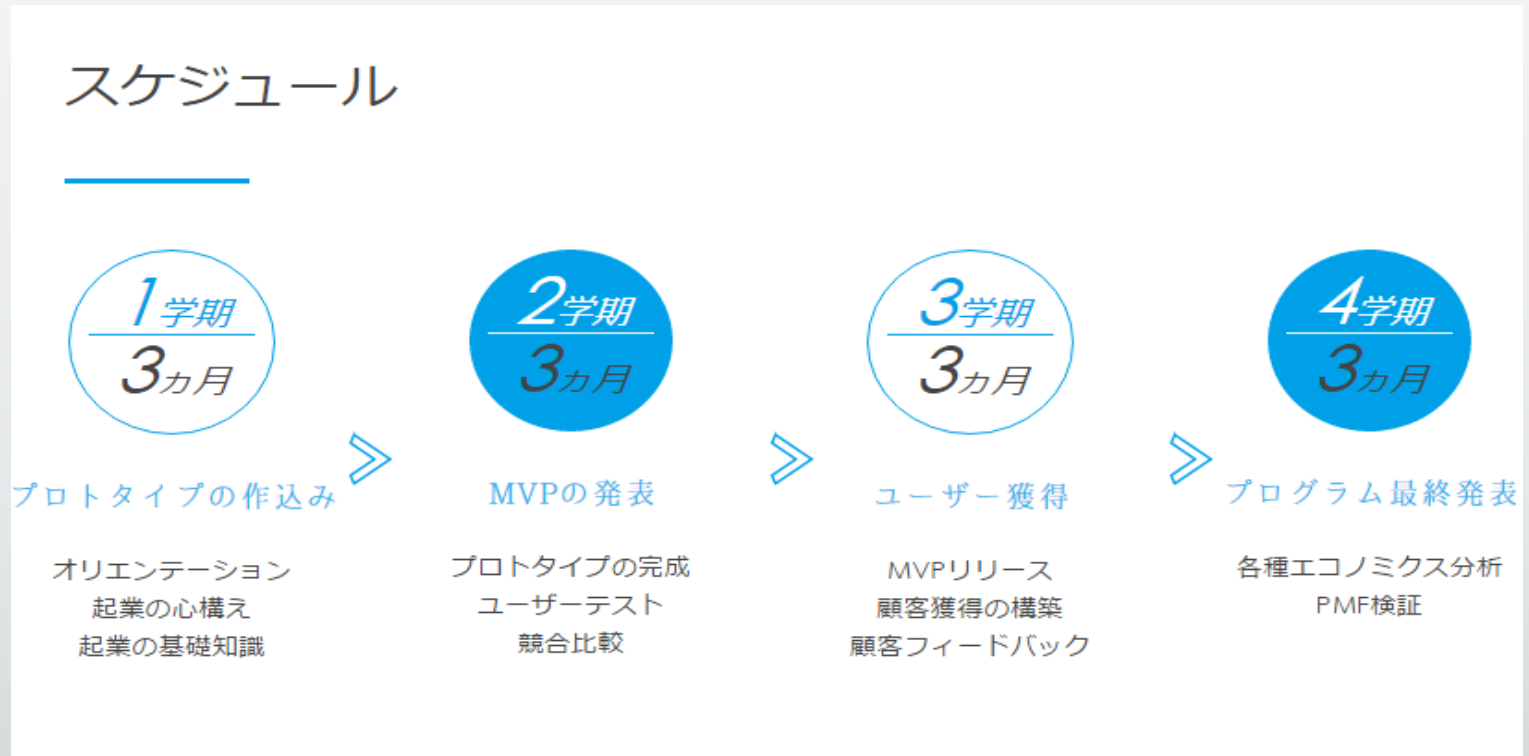 スケジュール
1学期
3ヵ月
プロトタイプの作込み
オリエンテーション
起業の心構え
起業の基礎知識
2学期
3ヵ月
MVPの発表
プロトタイプの完成
ユーザーテスト
競合比較
3学期
3ヵ月
ユーザー獲得
MVPリリース
顧客獲得の構築
顧客フィードバック
4学期
3ヵ月
プログラム最終発表
各種エコノミクス分析
PMF検証